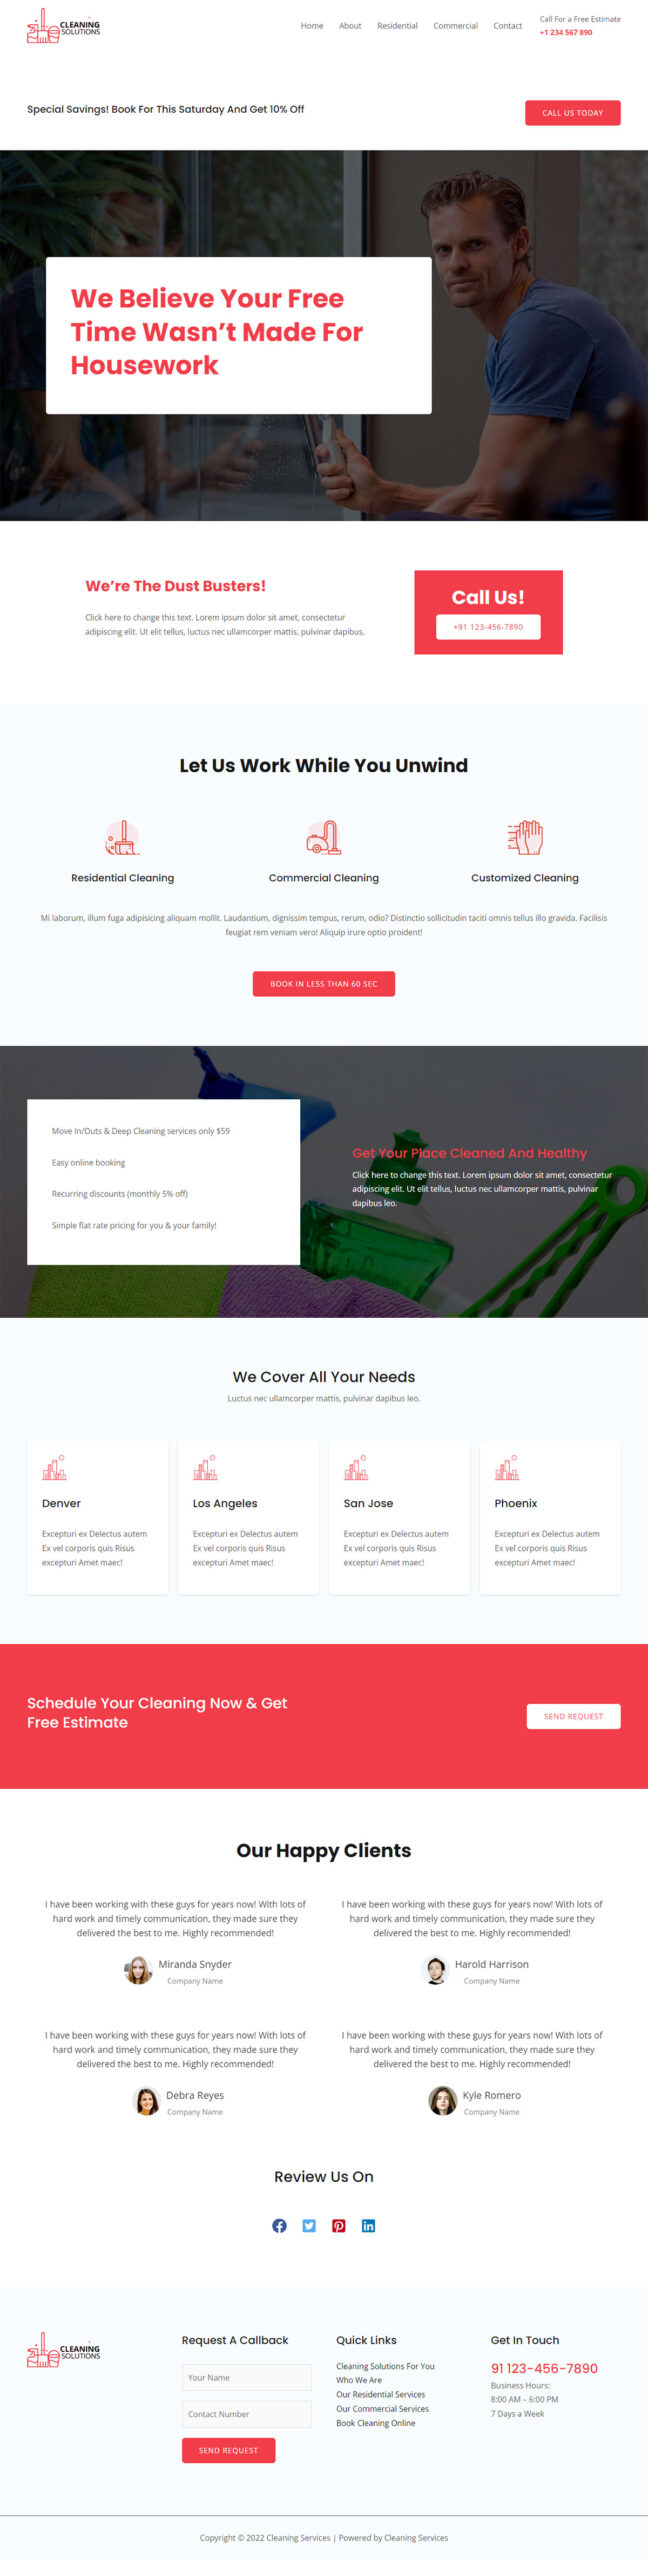 CLEANING
SOLUTIONS
Home About Residential Commercial Contact
Call For a Free Estimate
+1 234 567 890
Special Savings! Book For This Saturday And Get 10% Off
CALL US TODAY
We Believe Your Free
Time Wasn’t Made For
Housework
We’re The Dust Busters!
Click here to change this text. Lorem ipsum dolor sit amet, consectetur
adipiscing elit. Ut elit tellus, luctus nec ullamcorper mattis, pulvinar dapibus.
Call Us!
+91 123-456-7890
Let Us Work While You Unwind
Residential Cleaning
Commercial Cleaning
Customized Cleaning
Mi laborum, illum fuga adipisicing aliquam mollit. Laudantium, dignissim tempus, rerum, odio? Distinctio sollicitudin taciti omnis tellus illo gravida. Facilisis
feugiat rem veniam vero! Aliquip irure optio proident!
BOOK IN LESS THAN 60 SEC
Move In/Outs & Deep Cleaning services only $59
Easy online booking
Recurring discounts (monthly 5% off)
Simple flat rate pricing for you & your family!
Get Your Place Cleaned And Healthy
Click here to change this text. Lorem ipsum dolor sit amet, consectetur
adipiscing elit. Ut elit tellus, luctus nec ullamcorper mattis, pulvinar
dapibus leo.
We Cover All Your Needs
Luctus nec ullamcorper mattis, pulvinar dapibus leo.
Denver
Excepturi ex Delectus autem
Ex vel corporis quis Risus
excepturi Amet maec!
Los Angeles
Excepturi ex Delectus autem
Ex vel corporis quis Risus
excepturi Amet maec!
San Jose
Excepturi ex Delectus autem
Ex vel corporis quis Risus
excepturi Amet maec!
Phoenix
Excepturi ex Delectus autem
Ex vel corporis quis Risus
excepturi Amet maec!
Schedule Your Cleaning Now & Get
Free Estimate
SEND REQUEST
Our Happy Clients
I have been working with these guys for years now! With lots of
hard work and timely communication, they made sure they
delivered the best to me. Highly recommended!
Miranda Snyder
Company Name
I have been working with these guys for years now! With lots of
hard work and timely communication, they made sure they
delivered the best to me. Highly recommended!
Harold Harrison
Company Name
I have been working with these guys for years now! With lots of
hard work and timely communication, they made sure they
delivered the best to me. Highly recommended!
Debra Reyes
Company Name
I have been working with these guys for years now! With lots of
hard work and timely communication, they made sure they
delivered the best to me. Highly recommended!
Kyle Romero
Company Name
Review Us On
CLEANING
SOLUTIONS
Request A Callback
Your Name
Contact Number
SEND REQUEST
Quick Links
Cleaning Solutions For You
Who We Are
Our Residential Services
Our Commercial Services
Book Cleaning Online
Get In Touch
91 123-456-7890
Business Hours:
8:00 AM – 6:00 PM
7 Days a Week
Copyright © 2022 Cleaning Services | Powered by Cleaning Services